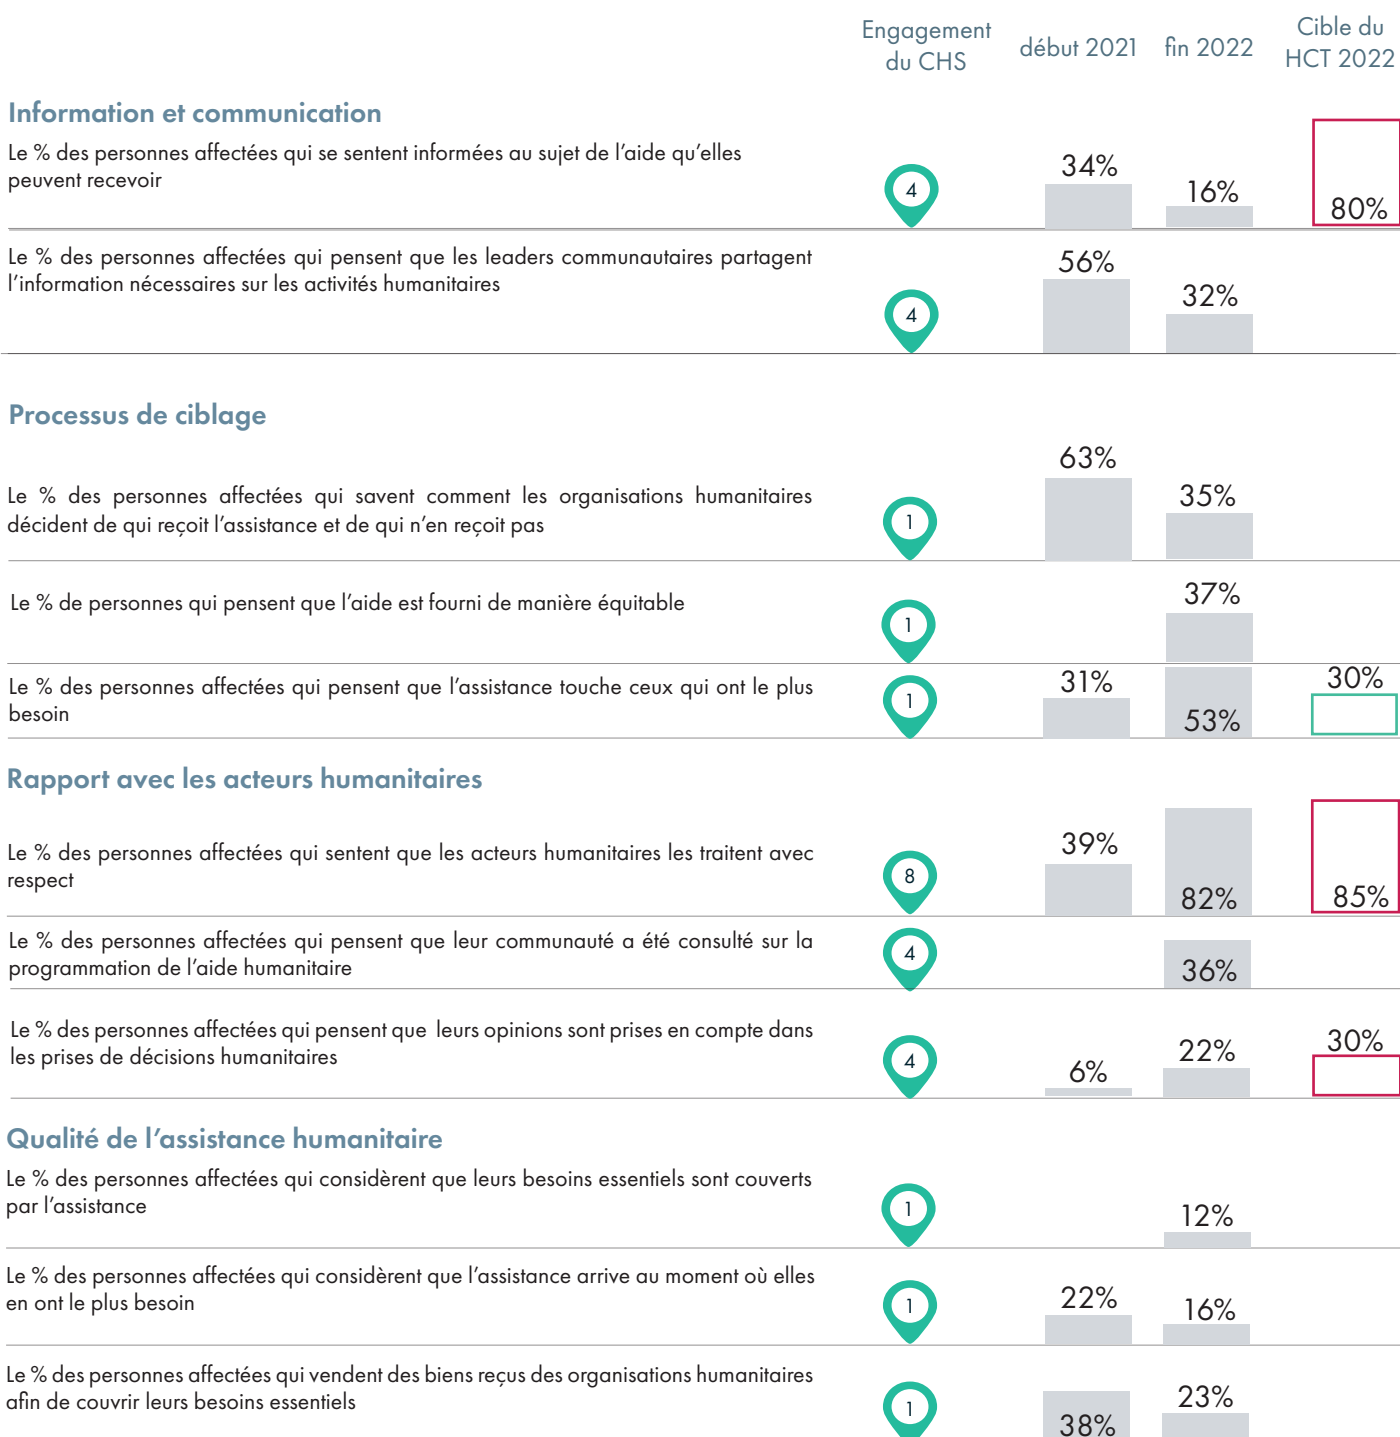 Engagement
du CHS
début 2021
fin 2022
Cible du
HCT 2022
Information et communication
Le % des personnes affectées qui se sentent informées au sujet de l'aide qu'elles
peuvent recevoir
4
34%
16%
80%
Le % des personnes affectées qui pensent que les leaders communautaires partagent
l'information nécessaires sur les activités humanitaires
4
56%
32%
Processus de ciblage
Le % des personnes affectées qui savent comment les organisations humanitaires
décident de qui reçoit l'assistance et de qui n'en reçoit pas
1
63%
35%
Le % de personnes qui pensent que l'aide est fourni de manière équitable
1
37%
Le % des personnes affectées qui pensent que l'assistance touche ceux qui ont le plus
besoin
1
31%
53%
30%
Rapport avec les acteurs humanitaires
Le % des personnes affectées qui sentent que les acteurs humanitaires les traitent avec
respect
8
39%
82%
85%
Le % des personnes affectées qui pensent que leur communauté a été consulté sur la
programmation de l'aide humanitaire
4
36%
Le % des personnes affectées qui pensent que leurs opinions sont prises en compte dans
les prises de décisions humanitaires
4
6%
22%
30%
Qualité de l'assistance humanitaire
Le % des personnes affectées qui considèrent que leurs besoins essentiels sont couverts
par l'assistance
1
12%
Le % des personnes affectées qui considèrent que l'assistance arrive au moment où elles
en ont le plus besoin
1
22%
16%
Le % des personnes affectées qui vendent des biens reçus des organisations humanitaires
afin de couvrir leurs besoins essentiels
1
38%
23%